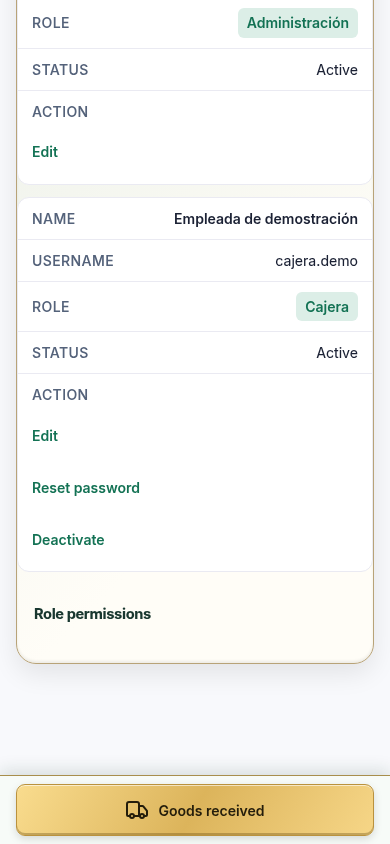 ROLE Administración
STATUS Active
ACTION
Edit
NAME Empleada de demostración
USERNAME cajera.demo
ROLE Cajera
STATUS Active
ACTION
Edit
Reset password
Deactivate
Role permissions
Goods received